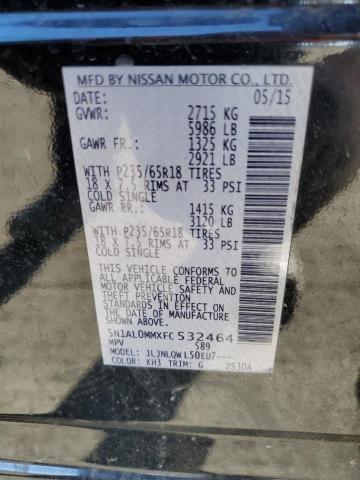 MFD BY NISSAN MOTOR CO., LTD.
DATE: 05/15
GVWR: 2715 KG
5986 LB
GAWR FR.: 1325 KG
2921 LB
WITH P235/65R18 TIRES
18 X 7.5 RIMS AT 33 PSI
COLD SINGLE
GAWR RR.: 1415 KG
3120 LB
WITH P235/65R18 TIRES
18 X 7.5 RIMS AT 33 PSI
COLD SINGLE
THIS VEHICLE CONFORMS TO
ALL APPLICABLE FEDERAL
MOTOR VEHICLE SAFETY AND
THEFT PREVENTION
STANDARDS IN EFFECT ON
THE DATE OF MANUFACTURE
SHOWN ABOVE.
5N1AL0MMXFC532464
MPV 589
MODEL: JLJNLQWL50EU7---
COLOR: KH3 TRIM: G 2530A